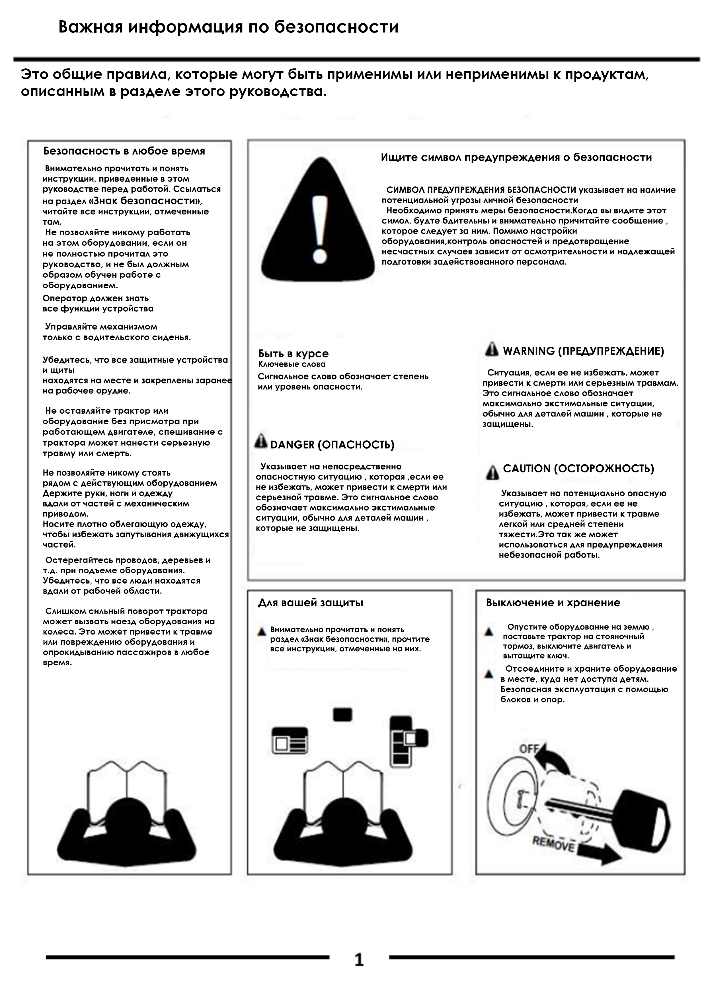 Важная информация по безопасности
Это общие правила, которые могут быть применимы или неприменимы к продуктам,
описанным в разделе этого руководства.
Безопасность в любое время
Внимательно прочитать и понять
инструкции, приведенные в этом
руководстве перед работой. Ссылаться
на раздел «Знак безопасности»,
читайте все инструкции, отмеченные
там.
Не позволяйте никому работать
на этом оборудовании, если он
не полностью прочитал это
руководство, и не был должным
образом обучен работе с
оборудованием.
Оператор должен знать
все функции устройства
Управляйте механизмом
только с водительского сиденья.
Убедитесь, что все защитные устройства
и щиты
находятся на месте и закреплены заранее
на рабочее орудие.
Не оставляйте трактор или
оборудование без присмотра при
работающем двигателе, спешивание с
трактора может нанести серьезную
травму или смерть.
Не позволяйте никому стоять
рядом с действующим оборудованием
Держите руки, ноги и одежду
вдали от частей с механическим
приводом.
Носите плотно облегающую одежду,
чтобы избежать запутывания движущихся
частей.
Остерегайтесь проводов, деревьев и
т.д. при подъеме оборудования.
Убедитесь, что все люди находятся
вдали от рабочей области.
Слишком сильный поворот трактора
может вызвать наезд оборудования на
колеса. Это может привести к травме
или повреждению оборудования и
опрокидыванию пассажиров в любое
время.
Ищите символ предупреждения о безопасности
СИМВОЛ ПРЕДУПРЕЖДЕНИЯ БЕЗОПАСНОСТИ указывает на наличие
потенциальной угрозы личной безопасности
Необходимо принять меры безопасности.Когда вы видите этот
симол, будте бдительны и внимательно причитайте сообщение ,
которое следует за ним. Помимо настройки
оборудования,контроль опасностей и предотвращение
несчастных случаев зависит от осмотрительности и надлежащей
подготовки задействованного персонала.
Быть в курсе
Ключевые слова
Сигнальное слово обозначает степень
или уровень опасности.
DANGER (ОПАСНОСТЬ)
Указывает на непосредственно
опасностную ситуацию , которая ,если ее
не избежать, может привести к смерти или
серьезной травме. Это сигнальное слово
обозначает максимально экстимальные
ситуации, обычно для деталей машин ,
которые не защищены.
WARNING (ПРЕДУПРЕЖДЕНИЕ)
Ситуация, если ее не избежать, может
привести к смерти или серьезным травмам.
Это сигнальное слово обозначает
максимально экстимальные ситуации,
обычно для деталей машин , которые не
защищены.
CAUTION (ОСТОРОЖНОСТЬ)
Указывает на потенциально опасную
ситуацию , которая, если ее не
избежать, может привести к травме
легкой или средней степени
тяжести.Это так же может
использоваться для предупреждения
небезопасной работы.
Для вашей защиты
Внимательно прочитать и понять
раздел «Знак безопасности», прочтите
все инструкции, отмеченные на них.
Выключение и хранение
Опустите оборудование на землю ,
поставьте трактор на стояночный
тормоз, выключите двигатель и
вытащите ключ.
Отсоедините и храните оборудование
в месте, куда нет доступа детям.
Безопасная эксплуатация с помощью
блоков и опор.
OFF
REMOVE
1